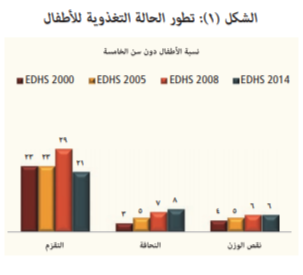 الشكل (١): تطور الحالة التغذوية للأطفال
نسبة الأطفال دون سن الخامسة
EDHS 2000 EDHS 2005 EDHS 2008 EDHS 2014
٢٣ ٢٣ ٢٩ ٢١
٣ ٥ ٧ ٨
٤ ٥ ٦ ٦
التقزم النحافة نقص الوزن